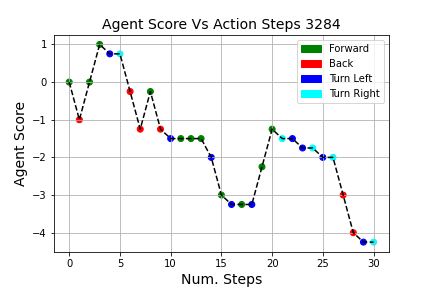 Agent Score Vs Action Steps 3284
Agent Score
1
0
−1
−2
−3
−4
Forward
Back
Turn Left
Turn Right
0 5 10 15 20 25 30
Num. Steps